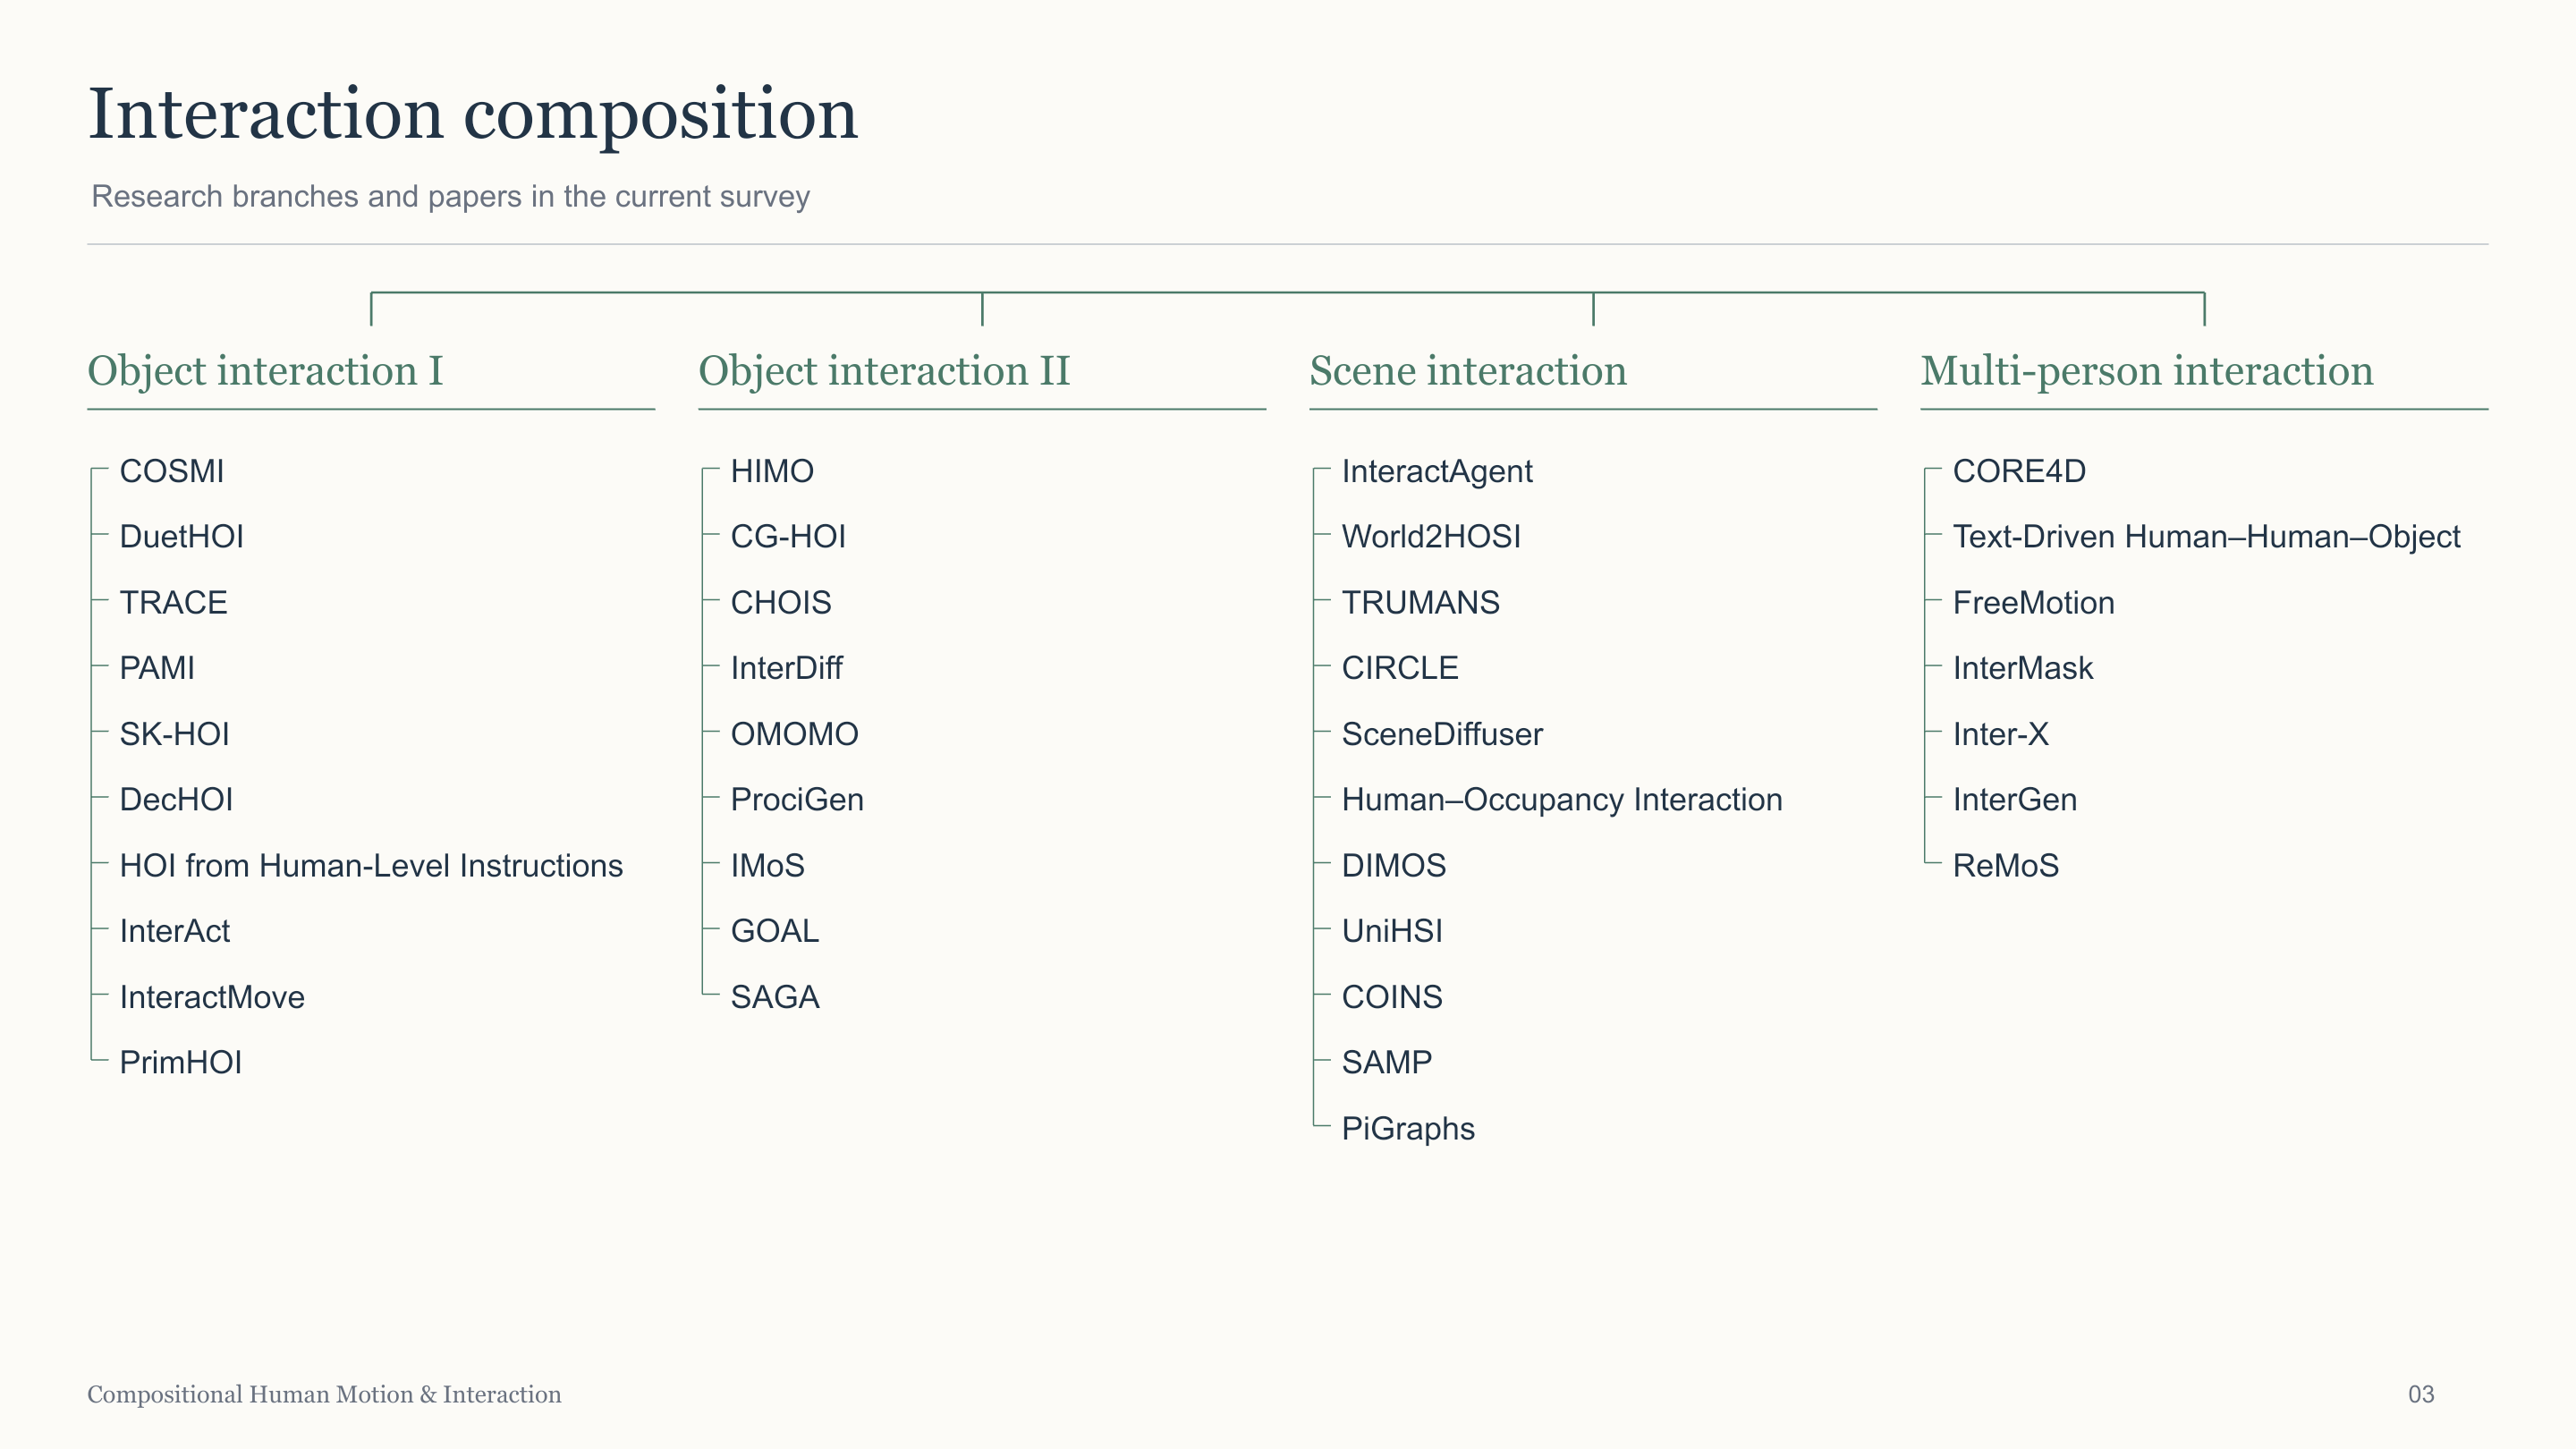 Interaction composition
Research branches and papers in the current survey
Object interaction I
COSMI
DuetHOI
TRACE
PAMI
SK-HOI
DecHOI
HOI from Human-Level Instructions
InterAct
InteractMove
PrimHOI
Object interaction II
HIMO
CG-HOI
CHOIS
InterDiff
OMOMO
ProciGen
IMoS
GOAL
SAGA
Scene interaction
InteractAgent
World2HOSI
TRUMANS
CIRCLE
SceneDiffuser
Human–Occupancy Interaction
DIMOS
UniHSI
COINS
SAMP
PiGraphs
Multi-person interaction
CORE4D
Text-Driven Human–Human–Object
FreeMotion
InterMask
Inter-X
InterGen
ReMoS
Compositional Human Motion & Interaction
03